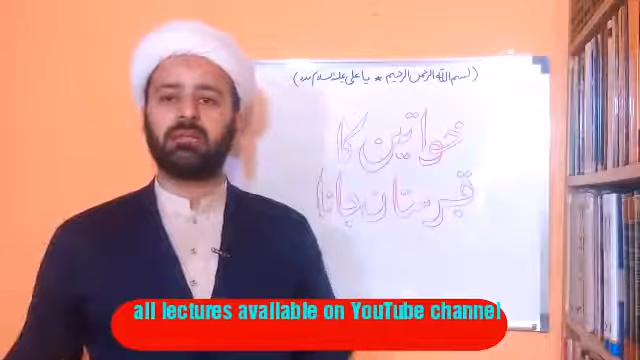 (بسم اللہ الرحمن الرحیم * یا علی علیہ السلام مدد)
خواتین کا
قبرستان جانا
all lectures available on YouTube channel